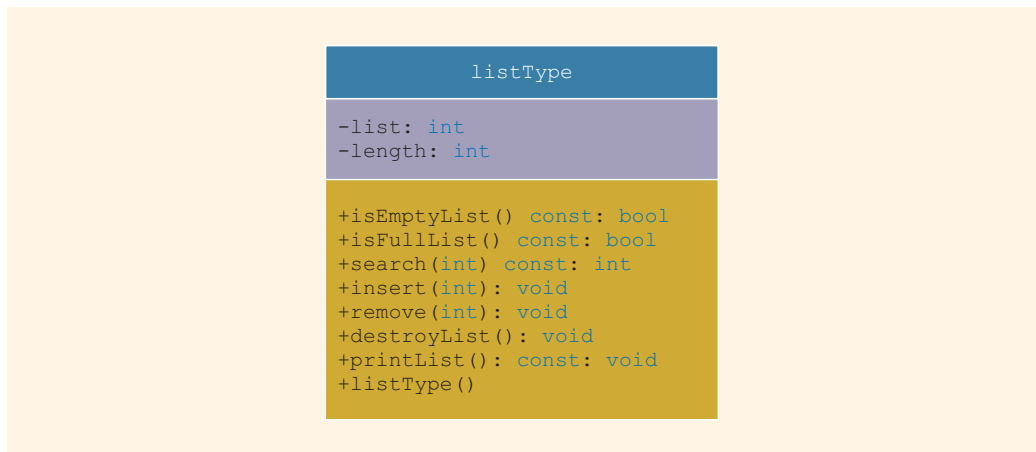 listType
-list: int
-length: int
+isEmptyList() const: bool
+isFullList() const: bool
+search(int) const: int
+insert(int): void
+remove(int): void
+destroyList(): void
+printList(): const: void
+listType()